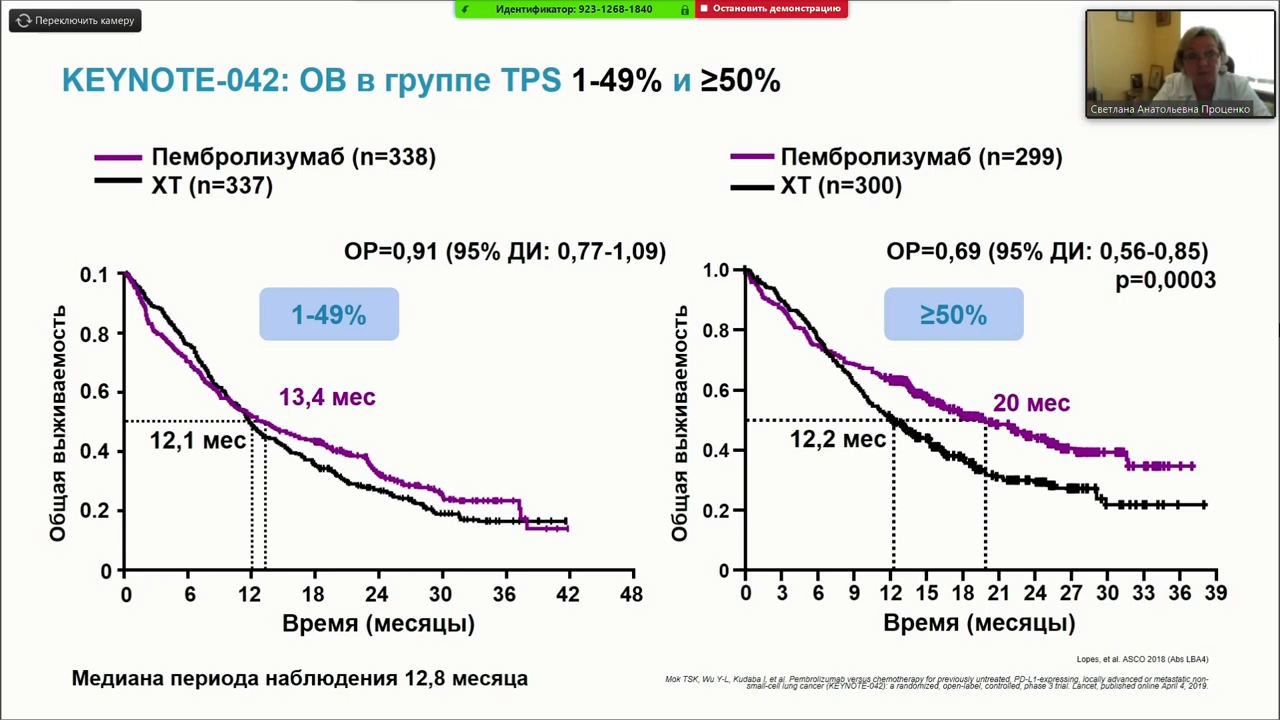 Переключить камеру
Идентификатор: 923-1268-1840
Остановить демонстрацию
Светлана Анатольевна Проценко
KEYNOTE-042: ОВ в группе TPS 1-49% и ≥50%
Пембролизумаб (n=338)
ХТ (n=337)
ОР=0,91 (95% ДИ: 0,77-1,09)
1-49%
13,4 мес
12,1 мес
Общая выживаемость
0.1
0.8
0.6
0.4
0.2
0
0 6 12 18 24 30 36 42 48
Время (месяцы)
Пембролизумаб (n=299)
ХТ (n=300)
ОР=0,69 (95% ДИ: 0,56-0,85)
p=0,0003
≥50%
20 мес
12,2 мес
Общая выживаемость
1.0
0.8
0.6
0.4
0.2
0
0 3 6 9 12 15 18 21 24 27 30 33 36 39
Время (месяцы)
Медиана периода наблюдения 12,8 месяца
Lopes, et al. ASCO 2018 (Abs LBA4)
Mok TSK, Wu Y-L, Kudaba I, et al. Pembrolizumab versus chemotherapy for previously untreated, PD-L1-expressing, locally advanced or metastatic non-
small-cell lung cancer (KEYNOTE-042): a randomized, open-label, controlled, phase 3 trial. Lancet, published online April 4, 2019.